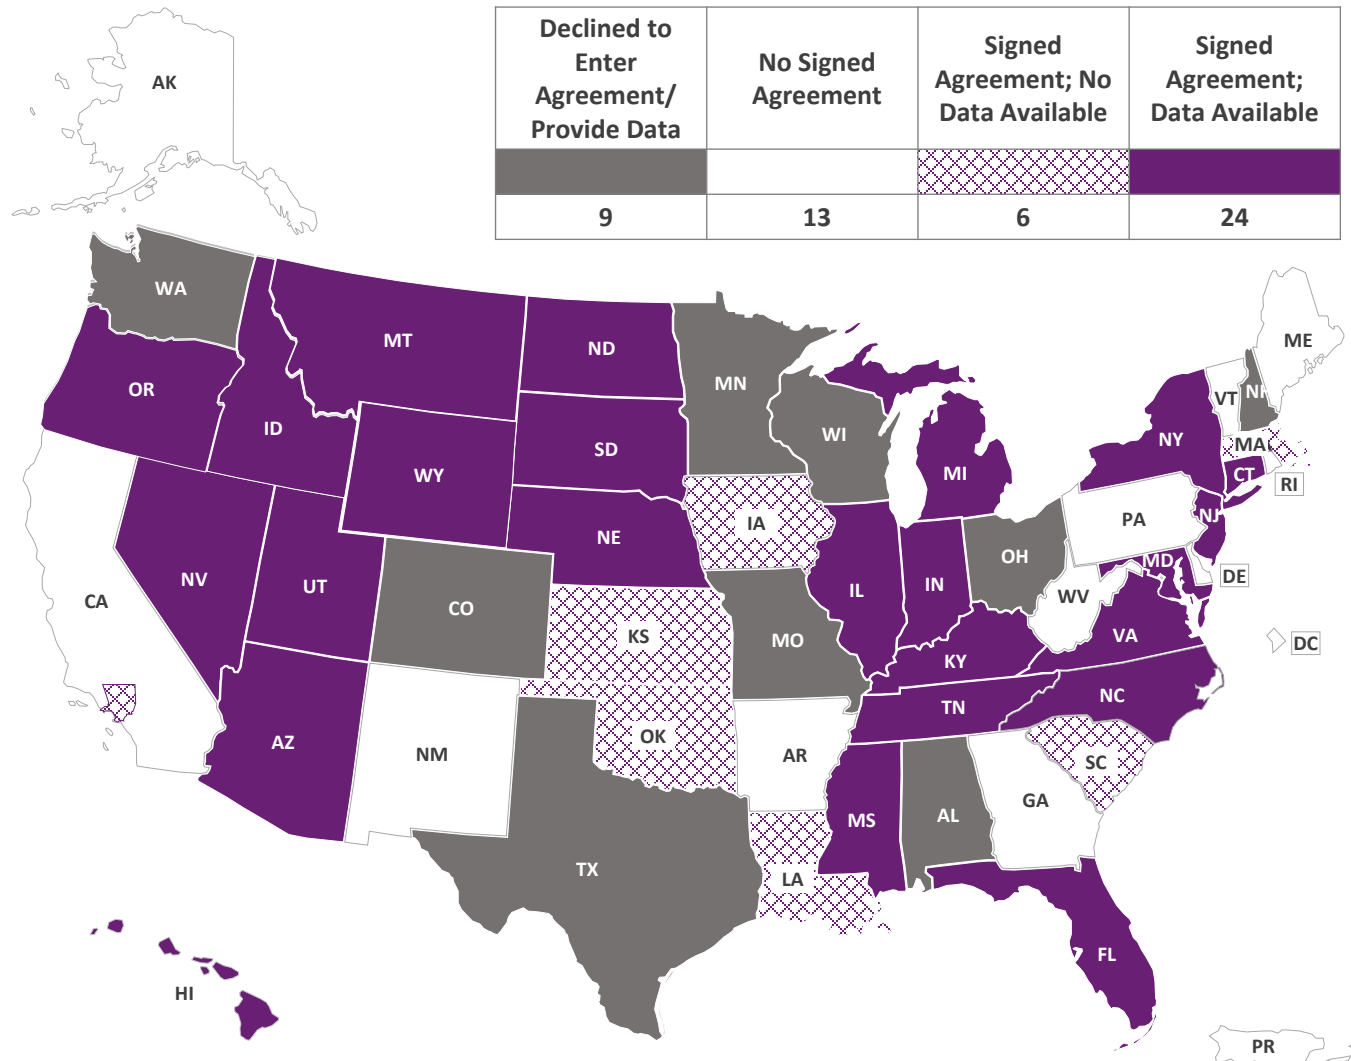 Declined to
Enter
Agreement/
Provide Data
No Signed
Agreement
Signed
Agreement; No
Data Available
Signed
Agreement;
Data Available
9
13
6
24
AK
WA
MT
ND
MN
ME
OR
ID
WY
SD
WI
MI
NY
VT
NH
MA
CT
RI
NV
UT
CO
NE
IA
IL
IN
OH
PA
NJ
MD
DE
CA
KS
MO
KY
WV
VA
DC
AZ
NM
OK
AR
TN
NC
SC
TX
LA
MS
AL
GA
FL
HI
PR